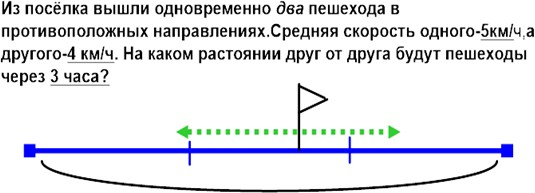 Из посёлка вышли одновременно два пешехода в
противоположных направлениях.Средняя скорость одного-5км/ч,а
другого-4 км/ч. На каком растоянии друг от друга будут пешеходы
через 3 часа?